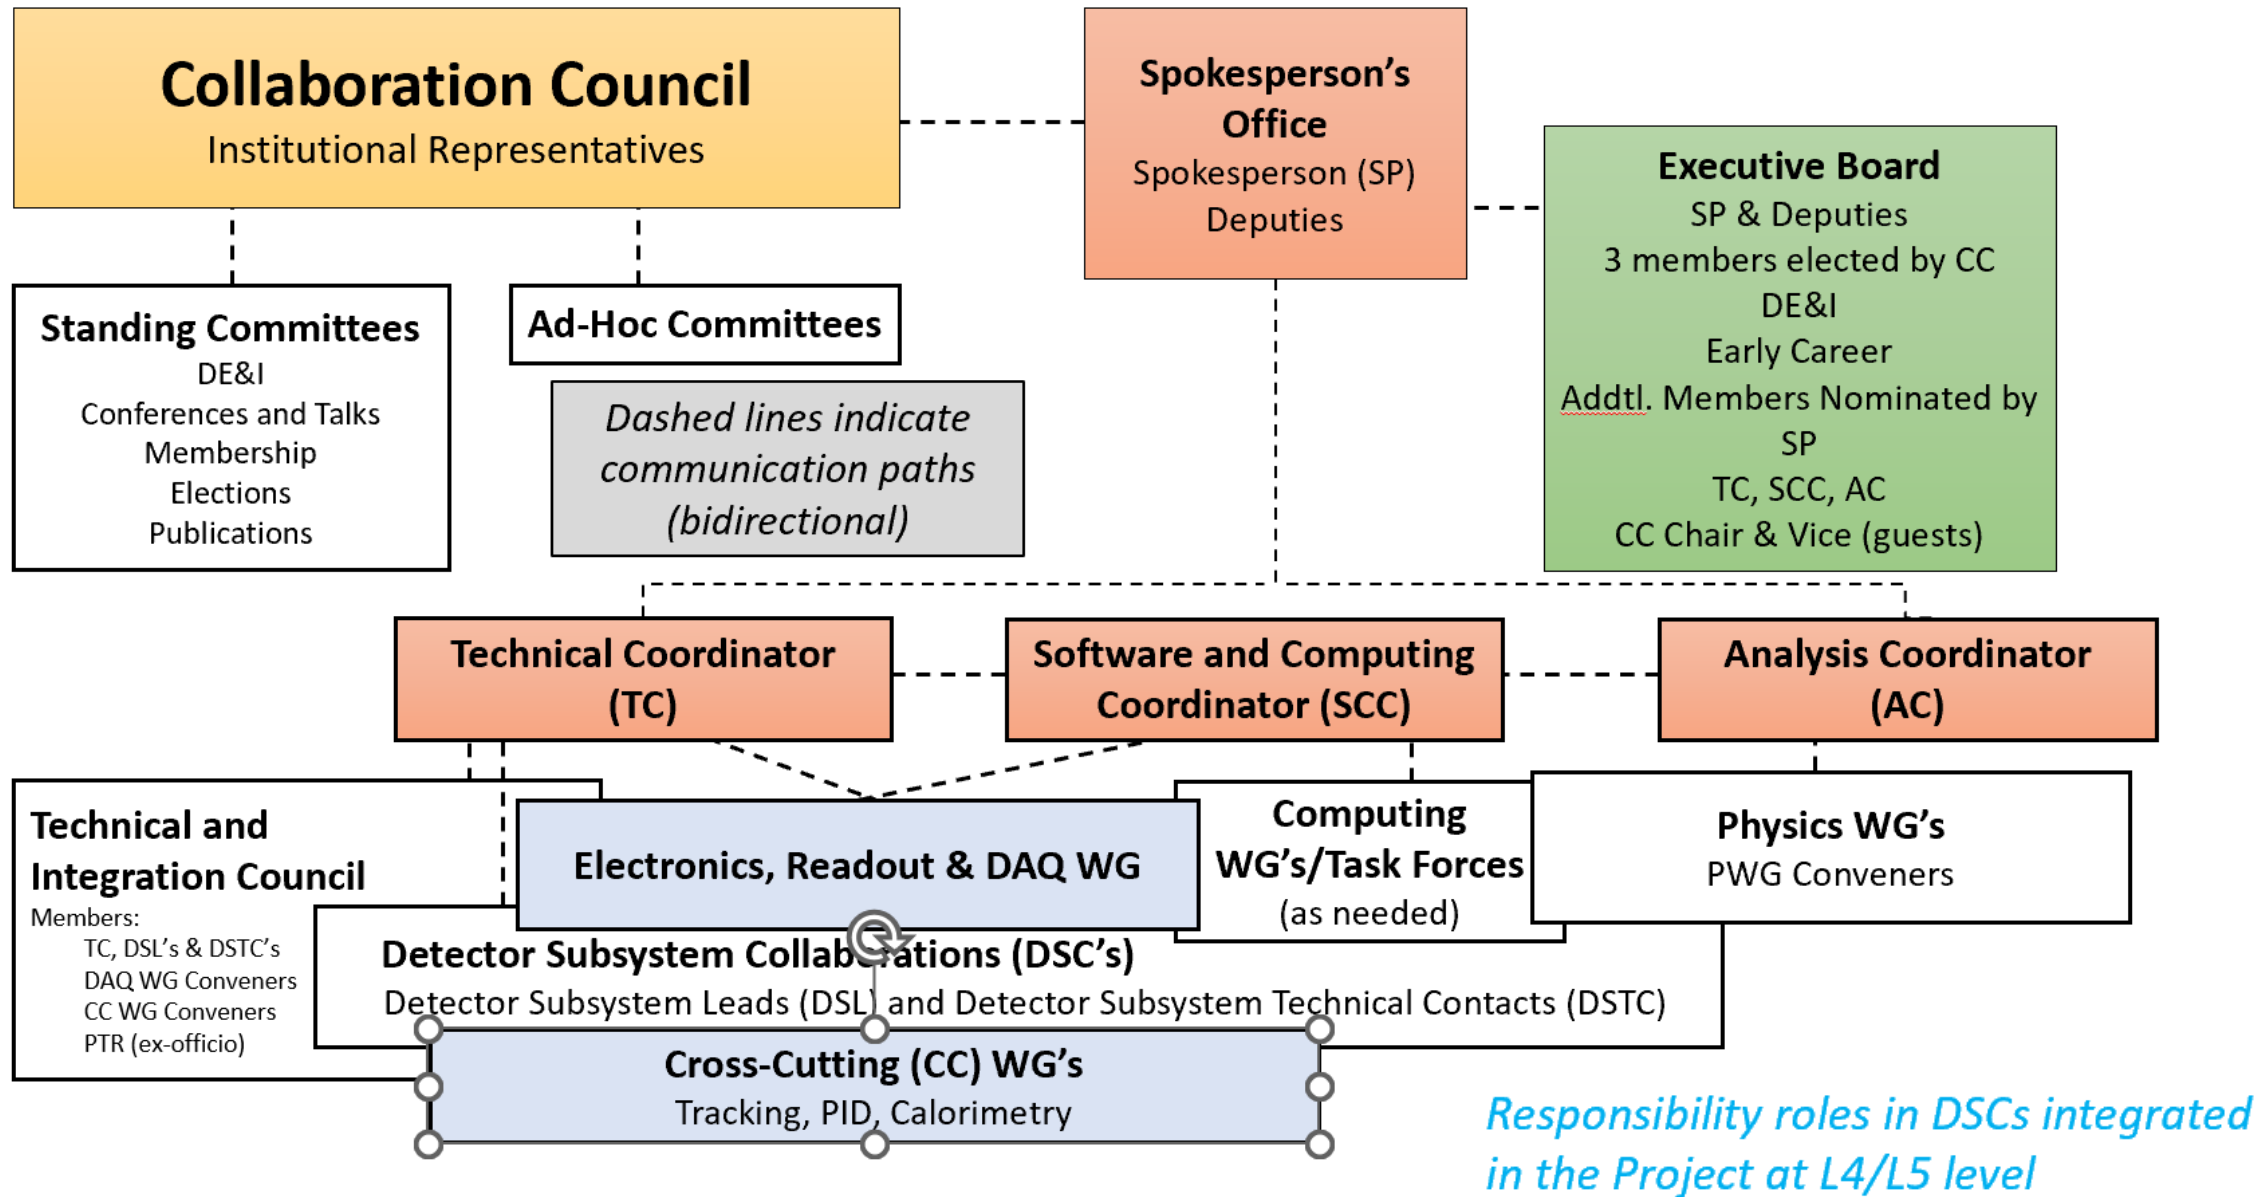 Collaboration Council
Institutional Representatives
Spokesperson’s
Office
Spokesperson (SP)
Deputies
Executive Board
SP & Deputies
3 members elected by CC
DE&I
Early Career
Addtl. Members Nominated by
SP
TC, SCC, AC
CC Chair & Vice (guests)
Standing Committees
DE&I
Conferences and Talks
Membership
Elections
Publications
Ad-Hoc Committees
Dashed lines indicate
communication paths
(bidirectional)
Technical Coordinator
(TC)
Software and Computing
Coordinator (SCC)
Analysis Coordinator
(AC)
Technical and
Integration Council
Members:
TC, DSL’s & DSTC’s
DAQ WG Conveners
CC WG Conveners
PTR (ex-officio)
Electronics, Readout & DAQ WG
Computing
WG’s/Task Forces
(as needed)
Physics WG’s
PWG Conveners
Detector Subsystem Collaborations (DSC’s)
Detector Subsystem Leads (DSL) and Detector Subsystem Technical Contacts (DSTC)
Cross-Cutting (CC) WG’s
Tracking, PID, Calorimetry
Responsibility roles in DSCs integrated
in the Project at L4/L5 level